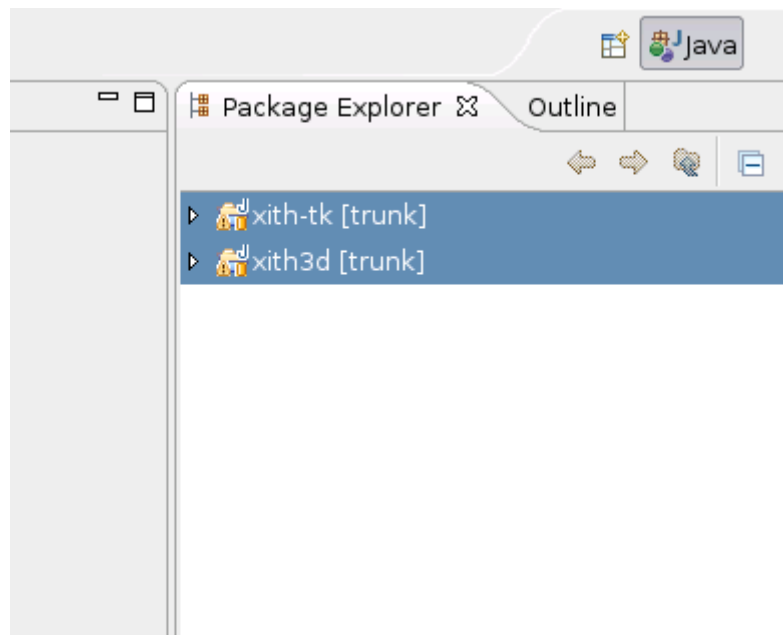 Java
Package Explorer Outline
xith-tk [trunk]
xith3d [trunk]